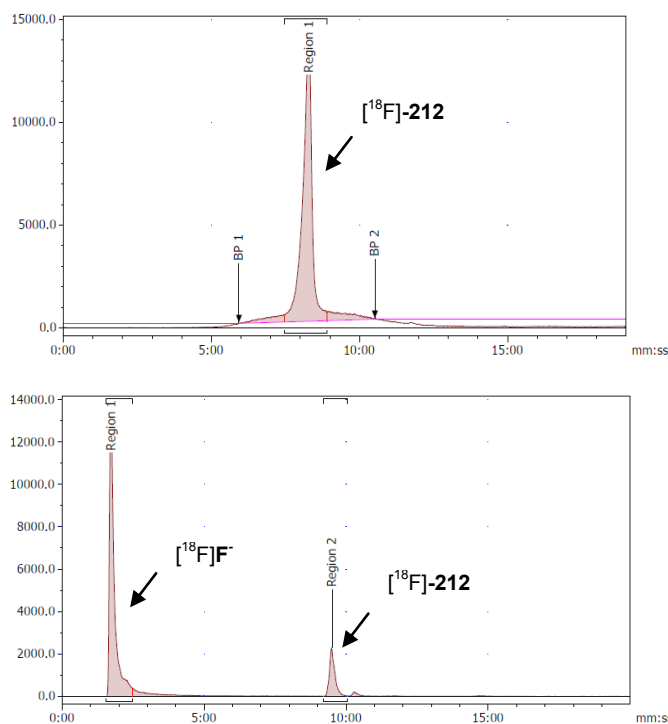 15000.0
Region 1
[¹⁸F]-212
10000.0
5000.0
BP 1
BP 2
0.0
0:00
5:00
10:00
15:00
mm:ss
14000.0
Region 1
12000.0
10000.0
8000.0
[¹⁸F]F⁻
Region 2
[¹⁸F]-212
6000.0
4000.0
2000.0
0.0
0:00
5:00
10:00
15:00
mm:s